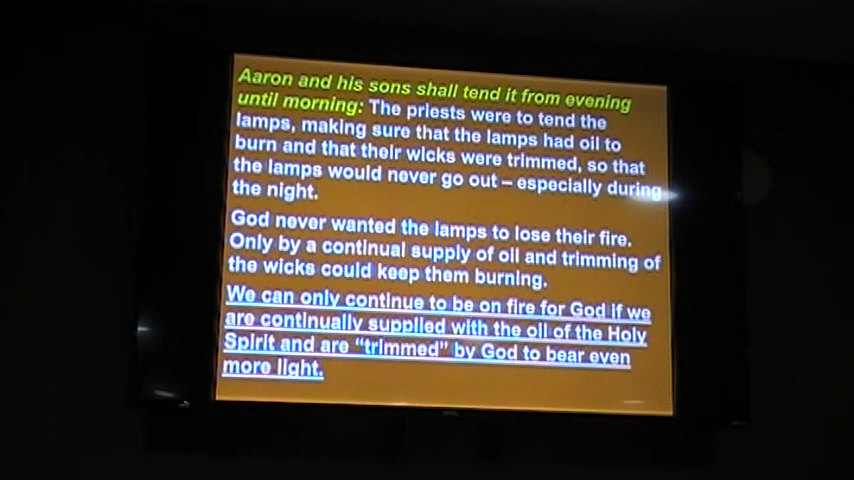 Aaron and his sons shall tend it from evening
until morning: The priests were to tend the
lamps, making sure that the lamps had oil to
burn and that their wicks were trimmed, so that
the lamps would never go out – especially during
the night.
God never wanted the lamps to lose their fire.
Only by a continual supply of oil and trimming of
the wicks could keep them burning.
We can only continue to be on fire for God if we
are continually supplied with the oil of the Holy
Spirit and are “trimmed” by God to bear even
more light.